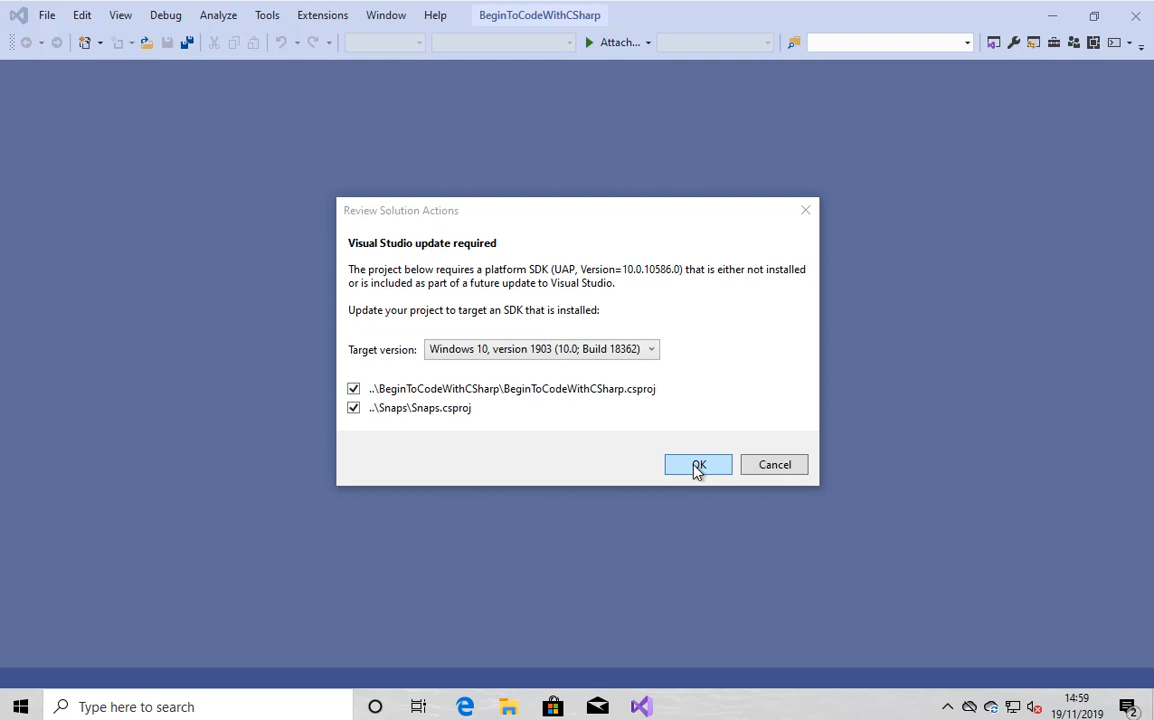 File Edit View Debug Analyze Tools Extensions Window Help BeginToCodeWithCSharp
Attach...
Review Solution Actions
Visual Studio update required
The project below requires a platform SDK (UAP, Version=10.0.10586.0) that is either not installed
or is included as part of a future update to Visual Studio.
Update your project to target an SDK that is installed:
Target version: Windows 10, version 1903 (10.0; Build 18362)
..\BeginToCodeWithCSharp\BeginToCodeWithCSharp.csproj
..\Snaps\Snaps.csproj
OK Cancel
Type here to search
14:59
19/11/2019
2